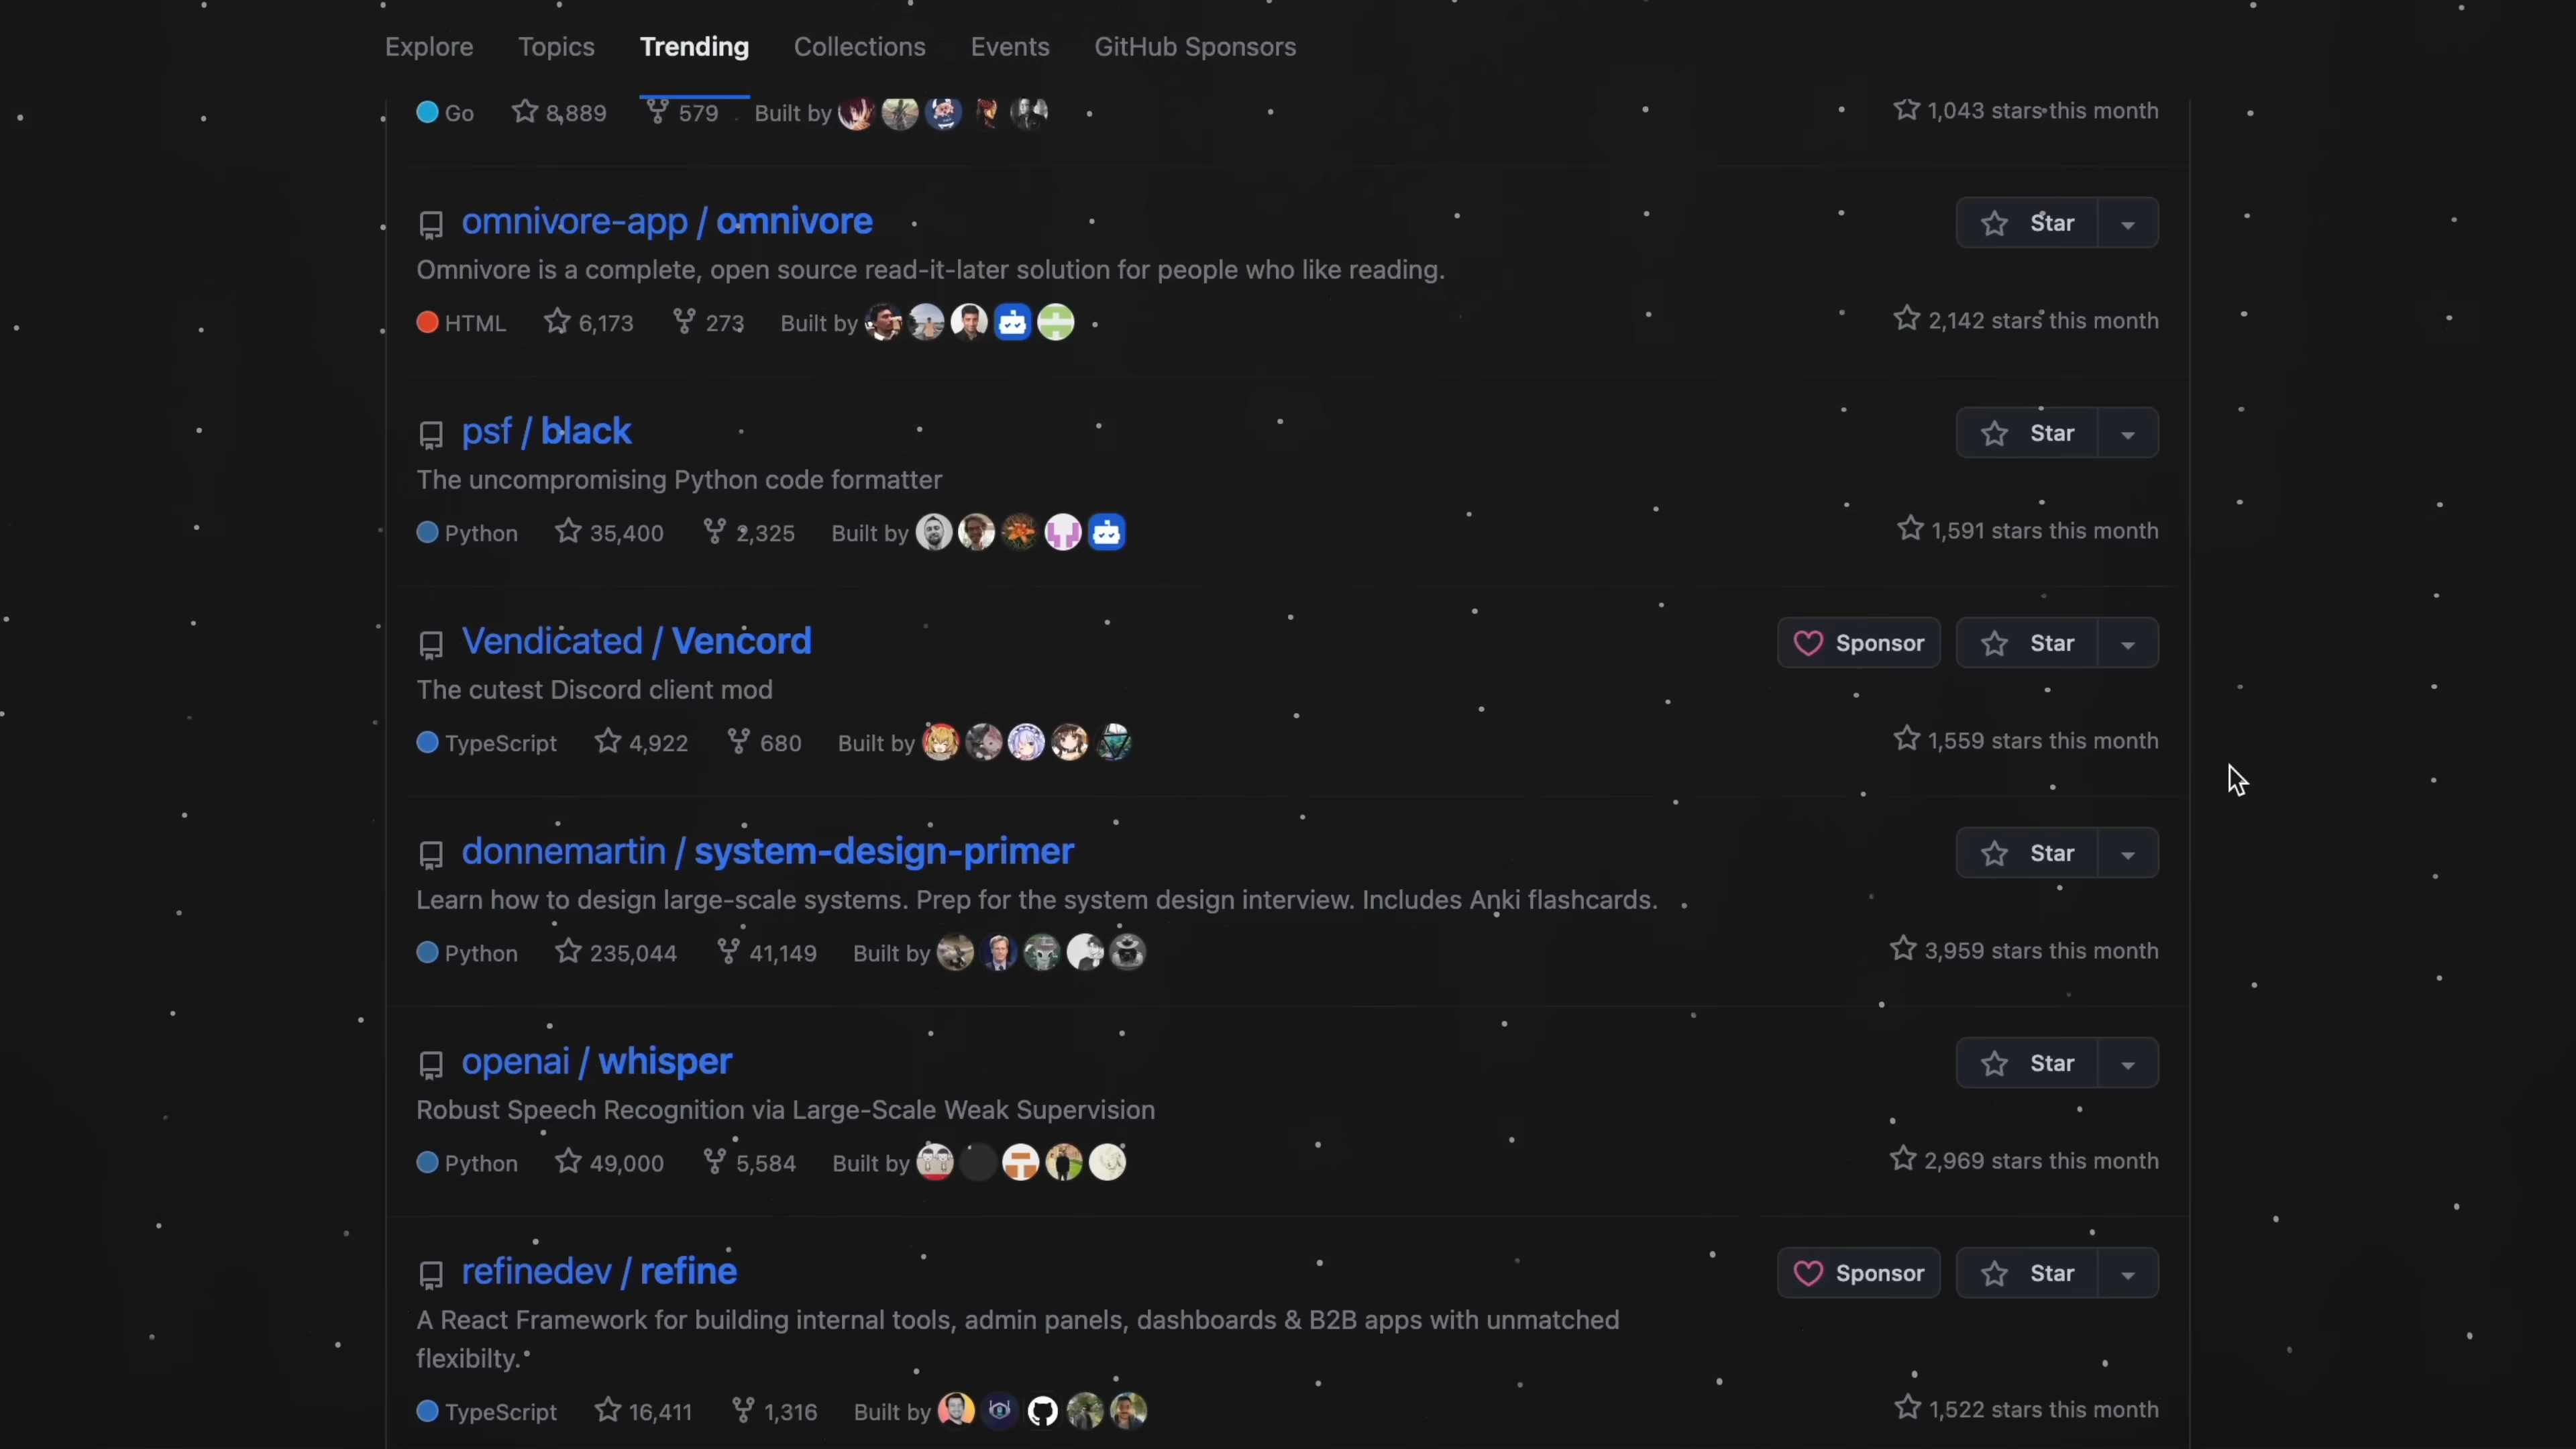 Explore Topics Trending Collections Events GitHub Sponsors
Go 8,889 579 Built by 1,043 stars this month
omnivore-app / omnivore Star
Omnivore is a complete, open source read-it-later solution for people who like reading.
HTML 6,173 273 Built by 2,142 stars this month
psf / black Star
The uncompromising Python code formatter
Python 35,400 2,325 Built by 1,591 stars this month
Vendicated / Vencord Sponsor Star
The cutest Discord client mod
TypeScript 4,922 680 Built by 1,559 stars this month
donnemartin / system-design-primer Star
Learn how to design large-scale systems. Prep for the system design interview. Includes Anki flashcards.
Python 235,044 41,149 Built by 3,959 stars this month
openai / whisper Star
Robust Speech Recognition via Large-Scale Weak Supervision
Python 49,000 5,584 Built by 2,969 stars this month
refinedev / refine Sponsor Star
A React Framework for building internal tools, admin panels, dashboards & B2B apps with unmatched
flexibilty.
TypeScript 16,411 1,316 Built by 1,522 stars this month